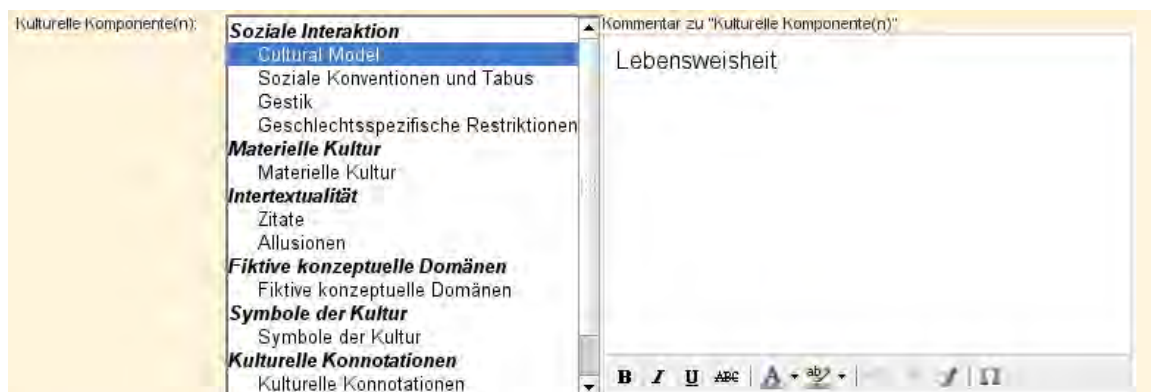 Kulturelle Komponente(n):
Soziale Interaktion
Cultural Model
Soziale Konventionen und Tabus
Gestik
Geschlechtsspezifische Restriktionen
Materielle Kultur
Materielle Kultur
Intertextualität
Zitate
Allusionen
Fiktive konzeptuelle Domänen
Fiktive konzeptuelle Domänen
Symbole der Kultur
Symbole der Kultur
Kulturelle Konnotationen
Kulturelle Konnotationen
Kommentar zu "Kulturelle Komponente(n)"
Lebensweisheit
B I U ABC A ab Ω